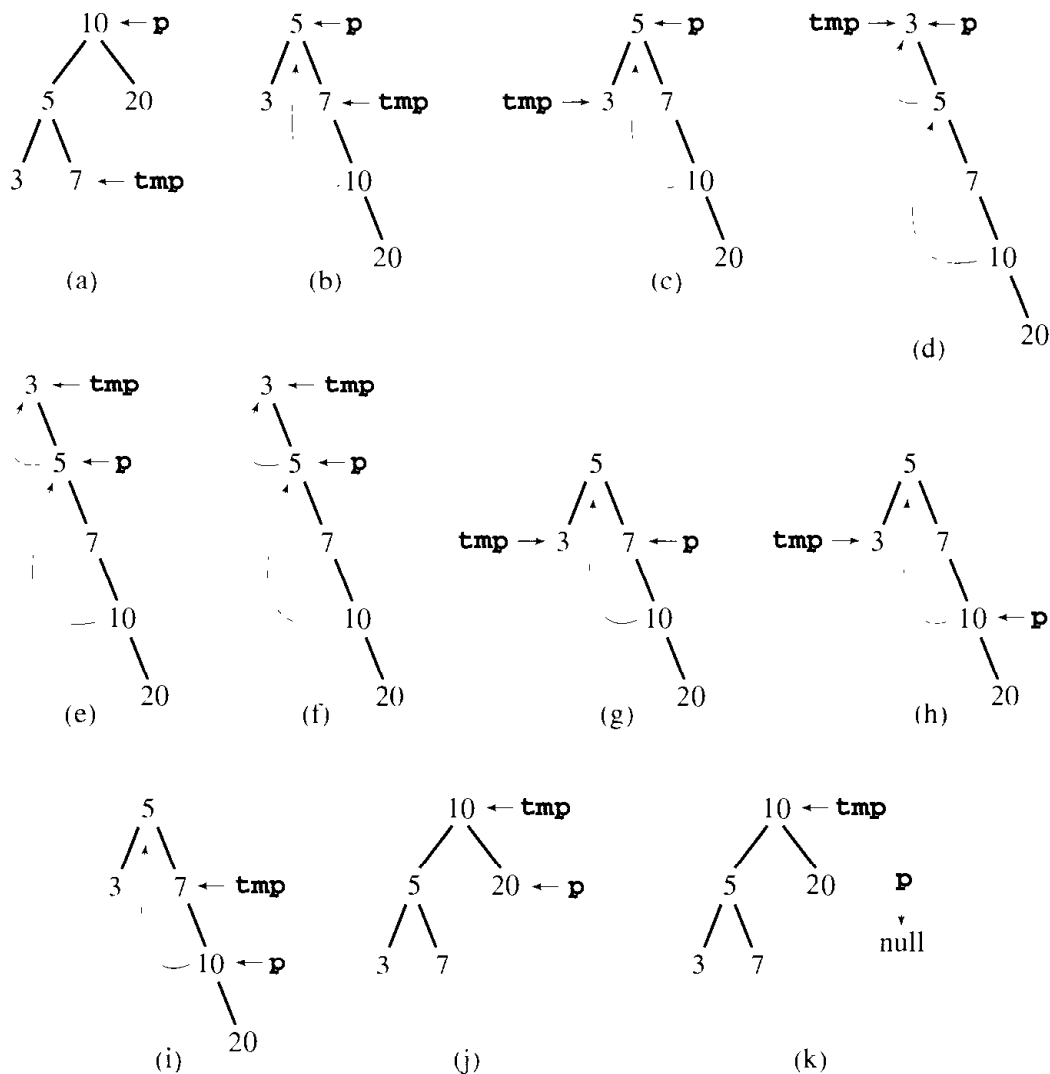 10 ← p
5 20
3 7 ← tmp
(a)
5 ← p
3 7 ← tmp
10
20
(b)
5 ← p
tmp → 3 7
10
20
(c)
tmp → 3 ← p
5
7
10
20
(d)
3 ← tmp
5 ← p
7
10
20
(e)
3 ← tmp
5 ← p
7
10
20
(f)
5
tmp → 3 7 ← p
10
20
(g)
5
tmp → 3 7
10 ← p
20
(h)
5
3 7 ← tmp
10 ← p
20
(i)
10 ← tmp
5 20 ← p
3 7
(j)
10 ← tmp
5 20 p
3 7 null
(k)